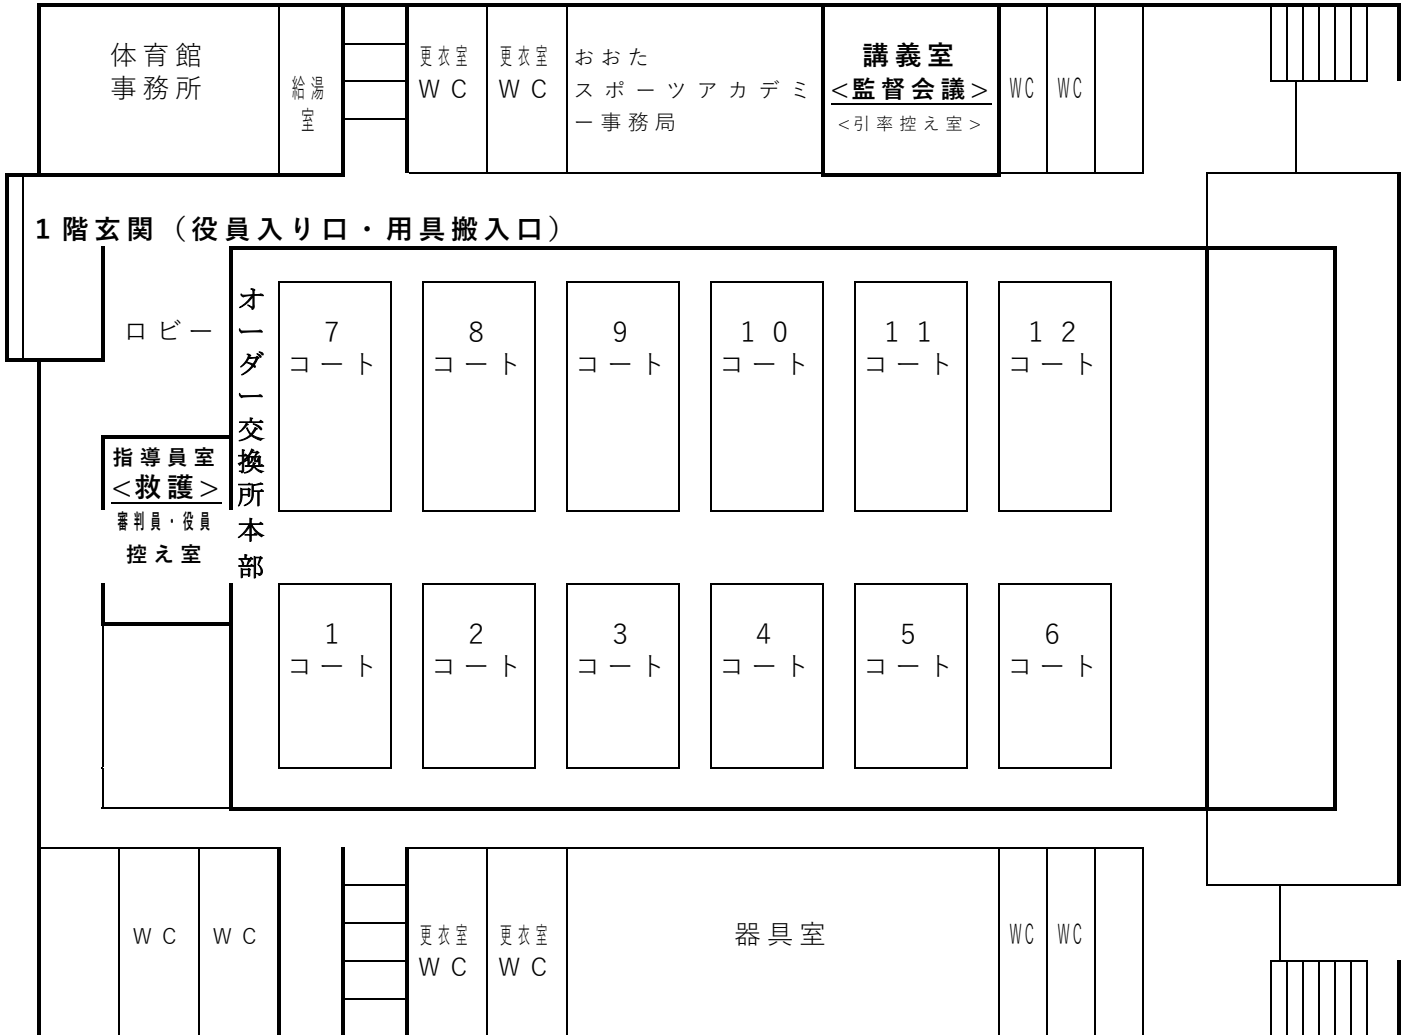 体育館
事務所
給湯
室
更衣室
ＷＣ
更衣室
ＷＣ
おおた
スポーツアカデミ
ー事務局
講義室
<監督会議>
<引率控え室>
WC
WC
1階玄関（役員入り口・用具搬入口）
ロビー
オーダー交換所本部
指導員室
<救護>
審判員・役員
控え室
7
コート
8
コート
9
コート
10
コート
11
コート
12
コート
1
コート
2
コート
3
コート
4
コート
5
コート
6
コート
ＷＣ
ＷＣ
更衣室
ＷＣ
更衣室
ＷＣ
器具室
WC
WC